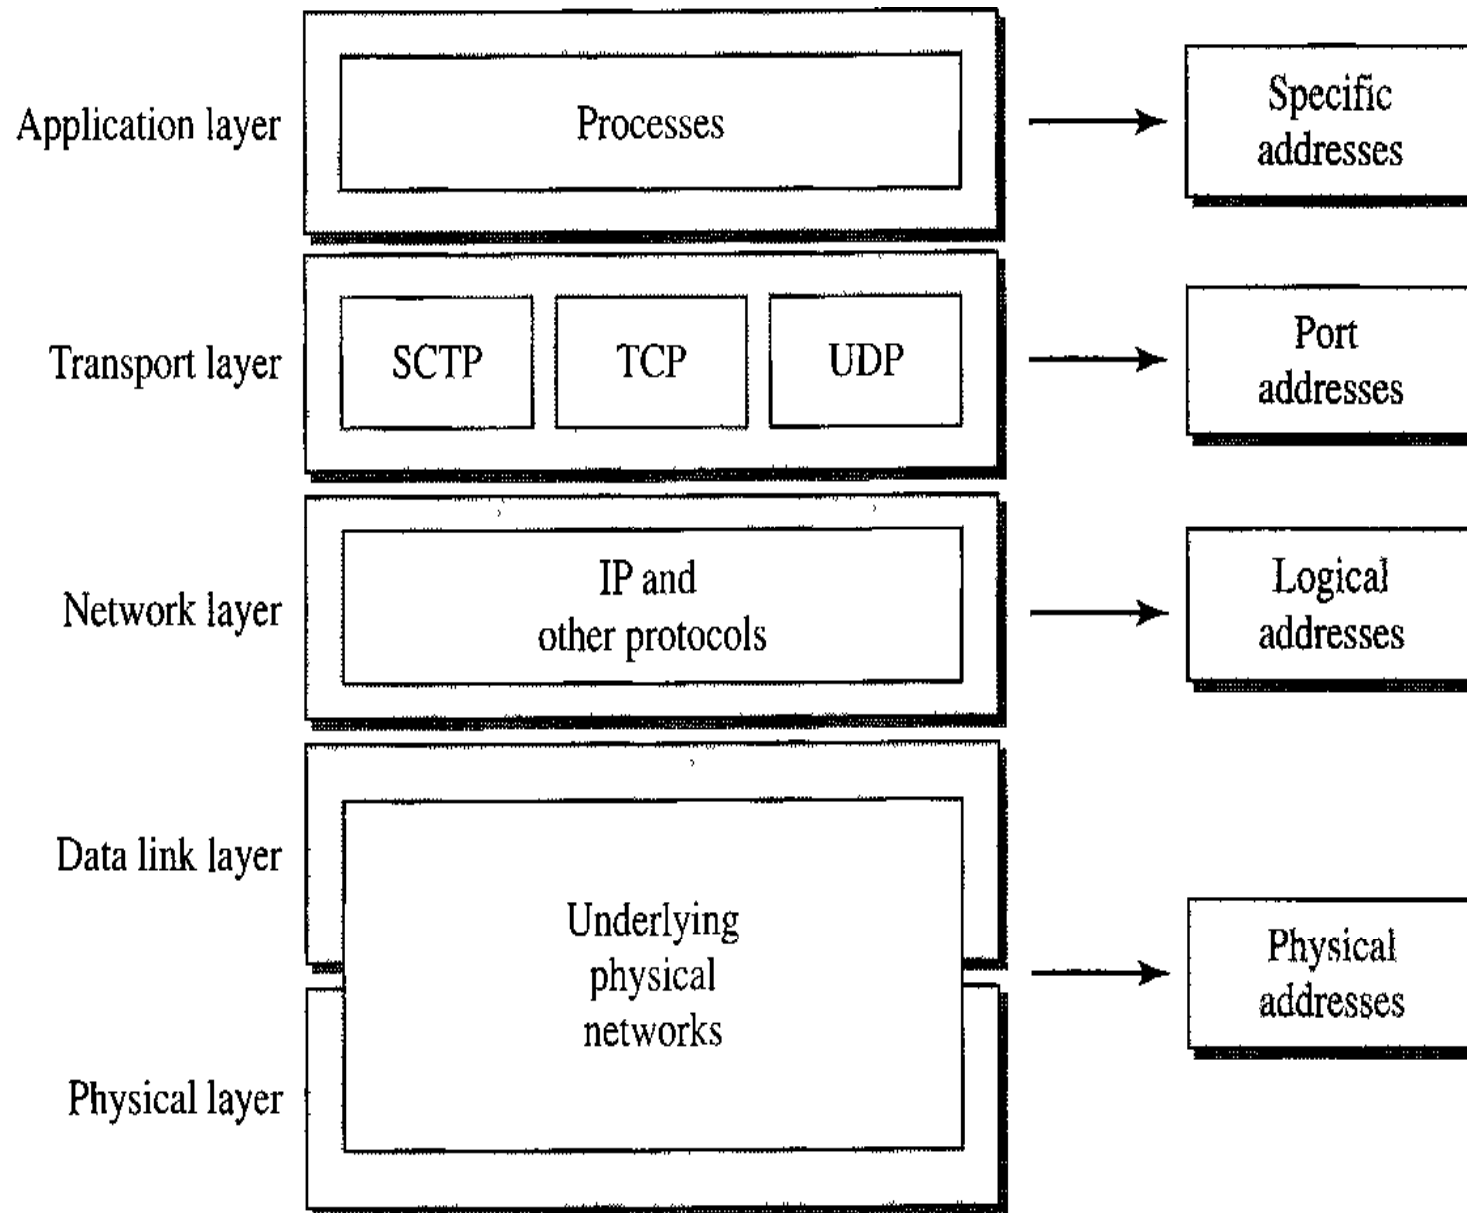 Application layer
Processes
Specific
addresses
Transport layer
SCTP
TCP
UDP
Port
addresses
Network layer
IP and
other protocols
Logical
addresses
Data link layer
Underlying
physical
networks
Physical
addresses
Physical layer